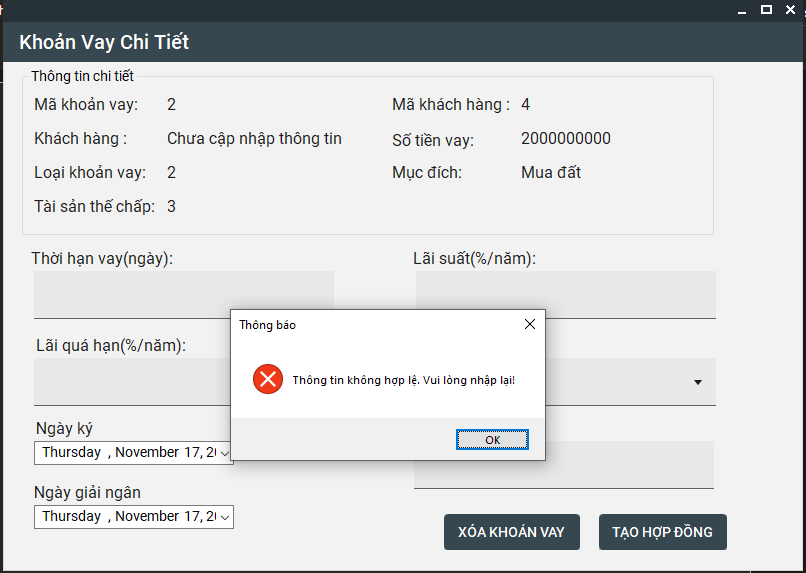 Khoản Vay Chi Tiết
Thông tin chi tiết
Mã khoản vay: 2 Mã khách hàng : 4
Khách hàng : Chưa cập nhập thông tin Số tiền vay: 2000000000
Loại khoản vay: 2 Mục đích: Mua đất
Tài sản thế chấp: 3
Thời hạn vay(ngày): Lãi suất(%/năm):
Thông báo
Lãi quá hạn(%/năm):
Thông tin không hợp lệ. Vui lòng nhập lại!
OK
Ngày ký
Thursday , November 17, 2
Ngày giải ngân
Thursday , November 17, 2
XÓA KHOẢN VAY TẠO HỢP ĐỒNG